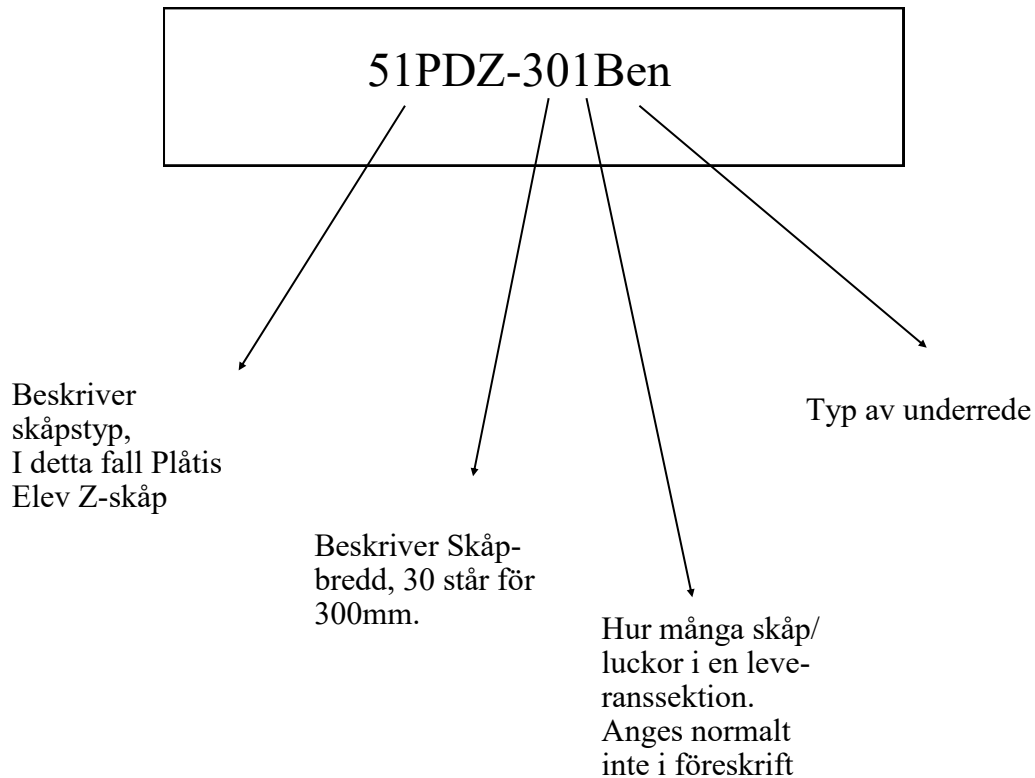 51PDZ-301Ben
Beskriver
skåpstyp,
I detta fall Plåtis
Elev Z-skåp
Beskriver Skåp-
bredd, 30 står för
300mm.
Hur många skåp/
luckor i en leve-
ranssektion.
Anges normalt
inte i föreskrift
Typ av underrede